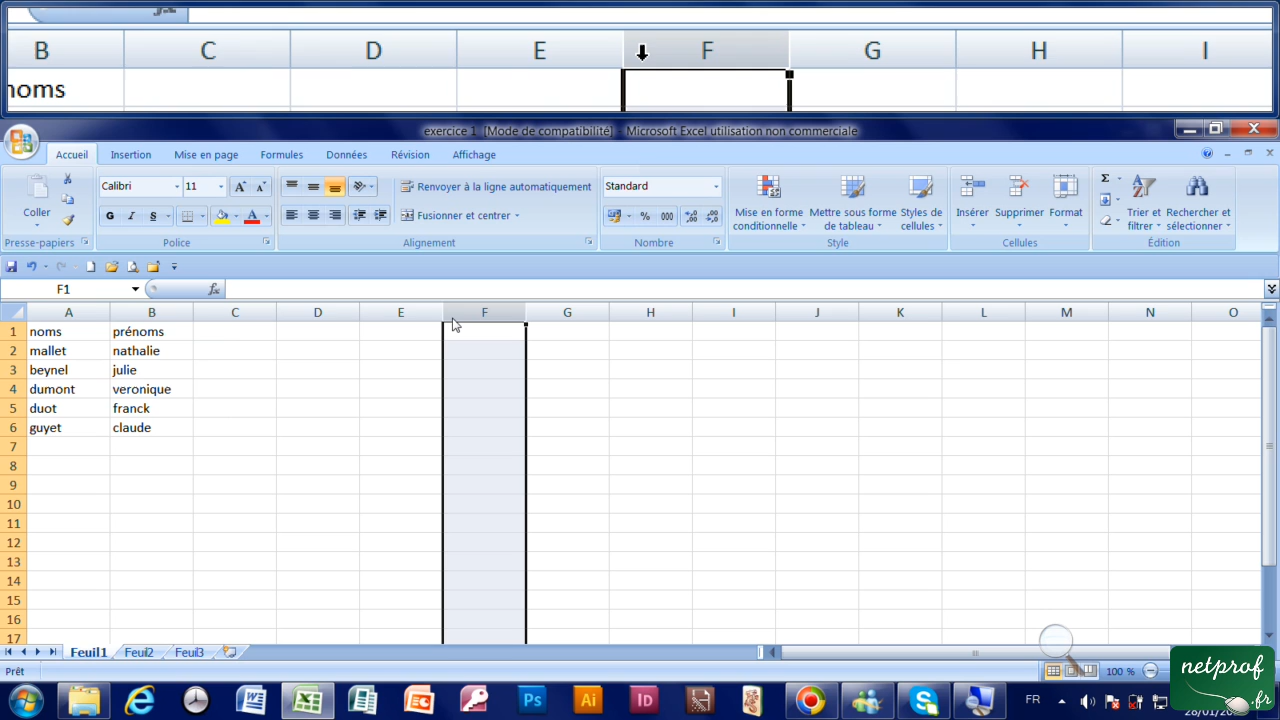 B C D E F G H I
noms
exercice 1 [Mode de compatibilité] - Microsoft Excel utilisation non commerciale
Accueil Insertion Mise en page Formules Données Révision Affichage
Calibri 11 Renvoyer à la ligne automatiquement Standard
Coller G I S Fusionner et centrer % 000
Mise en forme conditionnelle Mettre sous forme de tableau Styles de cellules Insérer Supprimer Format Trier et filtrer Rechercher et sélectionner
Presse-papiers Police Alignement Nombre Style Cellules Édition
F1 fx
A B C D E F G H I J K L M N O
1 noms prénoms
2 mallet nathalie
3 beynel julie
4 dumont veronique
5 duot franck
6 guyet claude
7
8
9
10
11
12
13
14
15
16
17
Feuil1 Feuil2 Feuil3
Prêt 100 %
netprof
.fr
Ps Ai ID FR